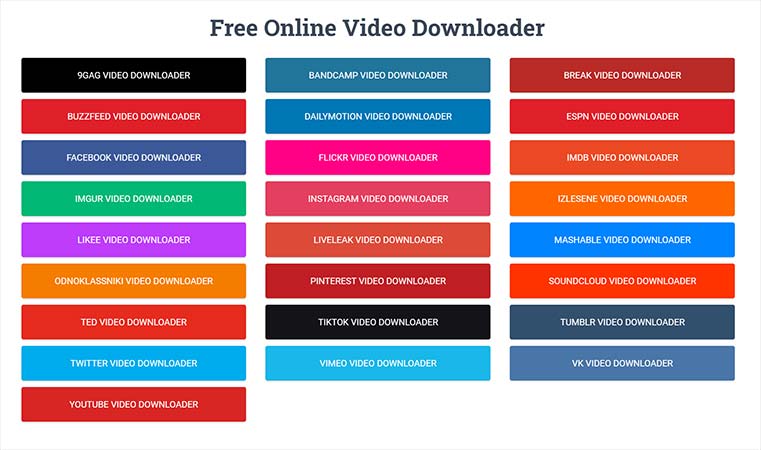 Free Online Video Downloader
9GAG VIDEO DOWNLOADER
BANDCAMP VIDEO DOWNLOADER
BREAK VIDEO DOWNLOADER
BUZZFEED VIDEO DOWNLOADER
DAILYMOTION VIDEO DOWNLOADER
ESPN VIDEO DOWNLOADER
FACEBOOK VIDEO DOWNLOADER
FLICKR VIDEO DOWNLOADER
IMDB VIDEO DOWNLOADER
IMGUR VIDEO DOWNLOADER
INSTAGRAM VIDEO DOWNLOADER
IZLESENE VIDEO DOWNLOADER
LIKEE VIDEO DOWNLOADER
LIVELEAK VIDEO DOWNLOADER
MASHABLE VIDEO DOWNLOADER
ODNOKLASSNIKI VIDEO DOWNLOADER
PINTEREST VIDEO DOWNLOADER
SOUNDCLOUD VIDEO DOWNLOADER
TED VIDEO DOWNLOADER
TIKTOK VIDEO DOWNLOADER
TUMBLR VIDEO DOWNLOADER
TWITTER VIDEO DOWNLOADER
VIMEO VIDEO DOWNLOADER
VK VIDEO DOWNLOADER
YOUTUBE VIDEO DOWNLOADER